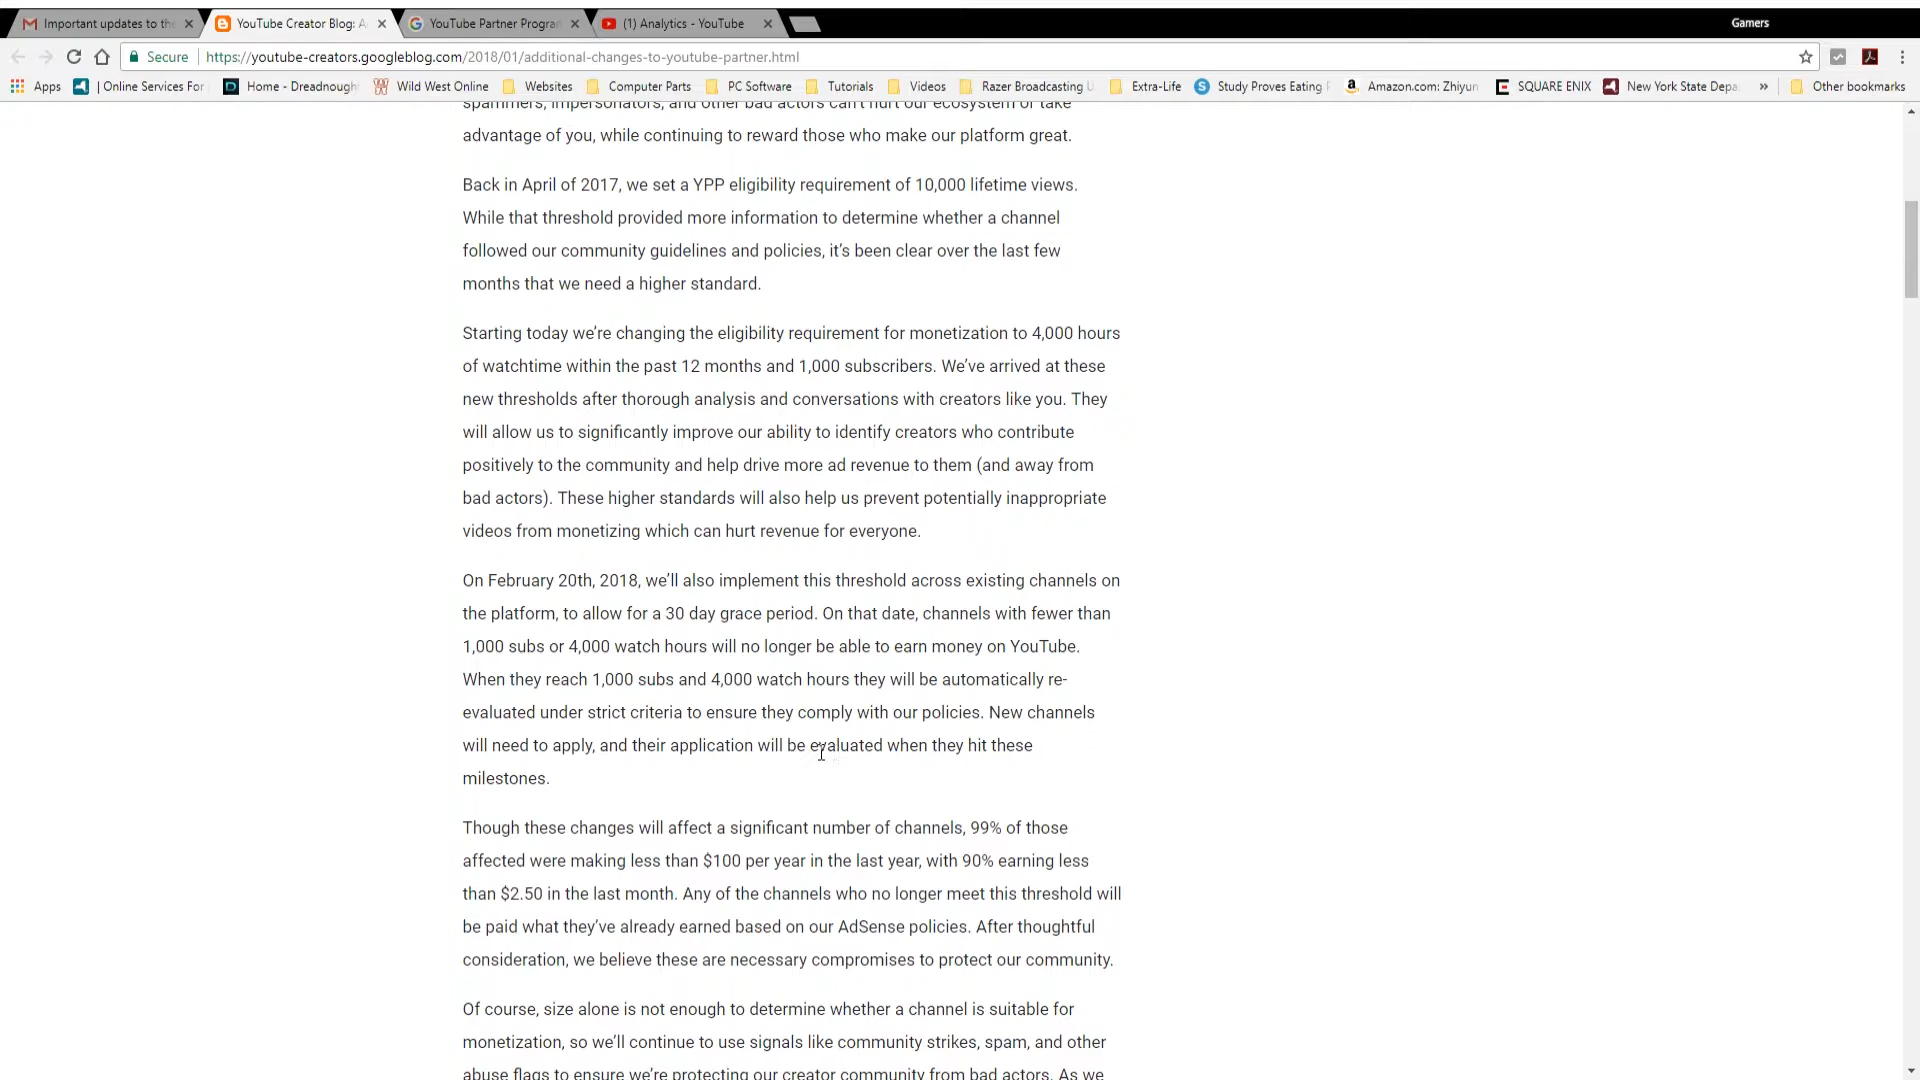 Important updates to the
YouTube Creator Blog: A
YouTube Partner Program
(1) Analytics - YouTube
Gamers
Secure
https://youtube-creators.googleblog.com/2018/01/additional-changes-to-youtube-partner.html
Apps
| Online Services For
Home - Dreadnough
Wild West Online
Websites
Computer Parts
PC Software
Tutorials
Videos
Razer Broadcasting
Extra-Life
Study Proves Eating
Amazon.com: Zhiyun
SQUARE ENIX
New York State Depa
»
Other bookmarks
spammers, impersonators, and other bad actors can't hurt our ecosystem or take
advantage of you, while continuing to reward those who make our platform great.
Back in April of 2017, we set a YPP eligibility requirement of 10,000 lifetime views.
While that threshold provided more information to determine whether a channel
followed our community guidelines and policies, it's been clear over the last few
months that we need a higher standard.
Starting today we're changing the eligibility requirement for monetization to 4,000 hours
of watchtime within the past 12 months and 1,000 subscribers. We've arrived at these
new thresholds after thorough analysis and conversations with creators like you. They
will allow us to significantly improve our ability to identify creators who contribute
positively to the community and help drive more ad revenue to them (and away from
bad actors). These higher standards will also help us prevent potentially inappropriate
videos from monetizing which can hurt revenue for everyone.
On February 20th, 2018, we'll also implement this threshold across existing channels on
the platform, to allow for a 30 day grace period. On that date, channels with fewer than
1,000 subs or 4,000 watch hours will no longer be able to earn money on YouTube.
When they reach 1,000 subs and 4,000 watch hours they will be automatically re-
evaluated under strict criteria to ensure they comply with our policies. New channels
will need to apply, and their application will be evaluated when they hit these
milestones.
Though these changes will affect a significant number of channels, 99% of those
affected were making less than $100 per year in the last year, with 90% earning less
than $2.50 in the last month. Any of the channels who no longer meet this threshold will
be paid what they've already earned based on our AdSense policies. After thoughtful
consideration, we believe these are necessary compromises to protect our community.
Of course, size alone is not enough to determine whether a channel is suitable for
monetization, so we'll continue to use signals like community strikes, spam, and other
abuse flags to ensure we're protecting our creator community from bad actors. As we